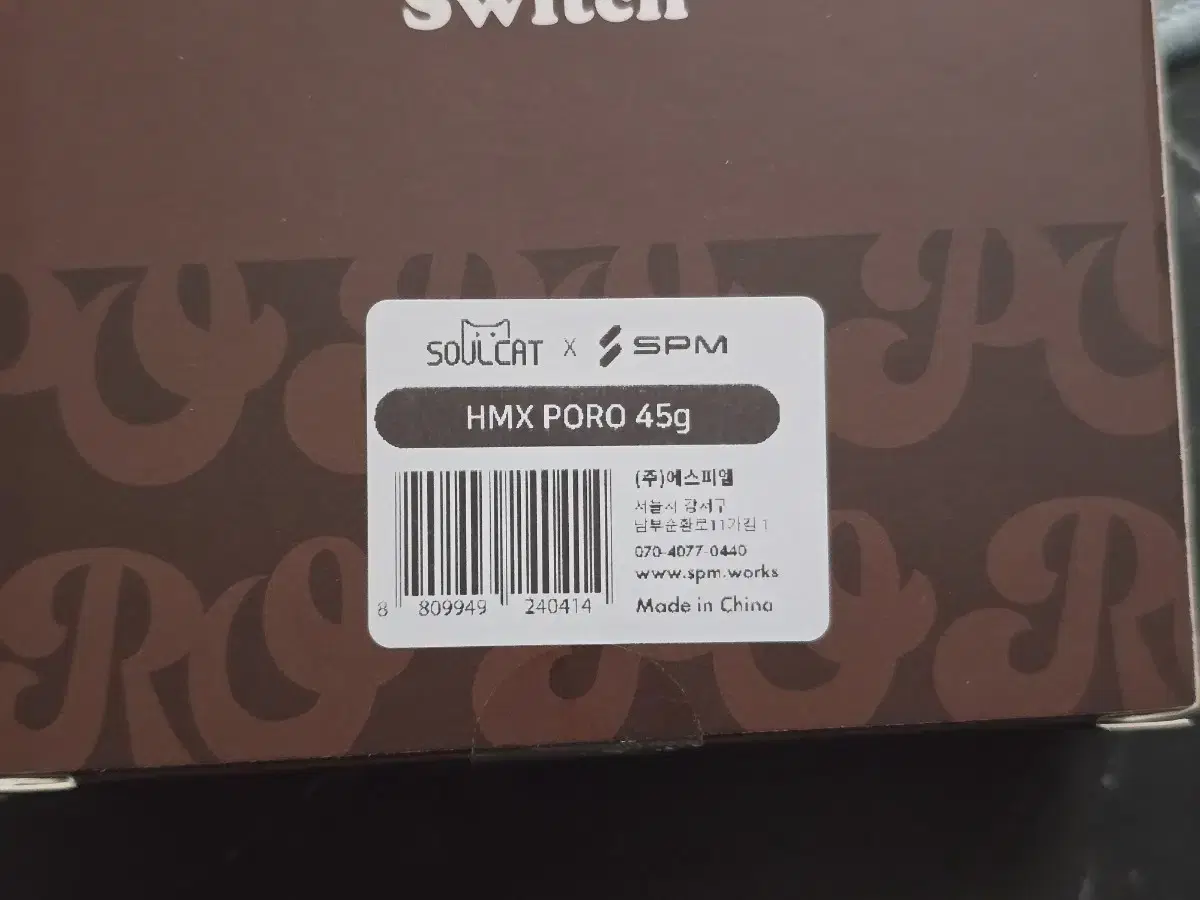 Switch
SOULCAT X SPM
HMX PORO 45g
(주)에스피엠
서울시 강서구
남부순환로11가길 1
070-4077-0440
www.spm.works
8 809949 240414
Made in China